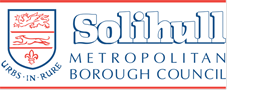 Solihull
METROPOLITAN
BOROUGH COUNCIL
URBS·IN·RURE